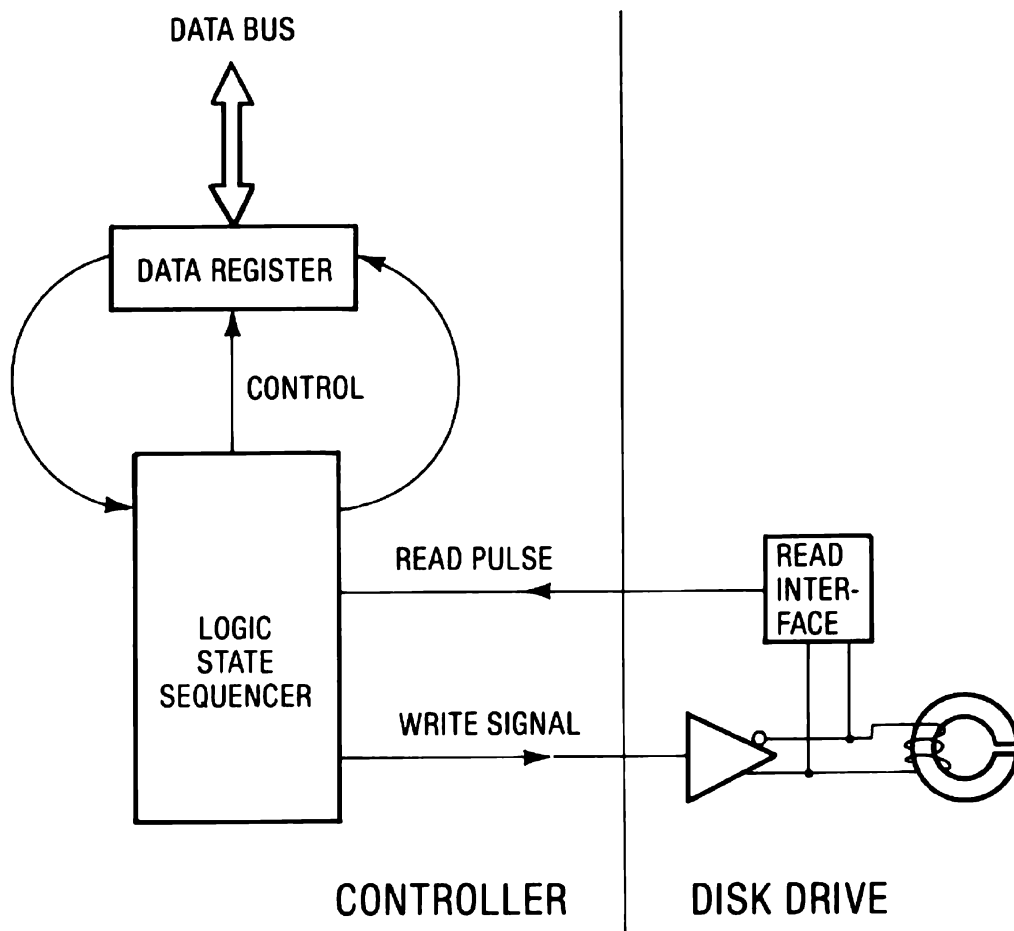 DATA BUS
DATA REGISTER
CONTROL
READ PULSE
READ
INTER-
FACE
LOGIC
STATE
SEQUENCER
WRITE SIGNAL
CONTROLLER
DISK DRIVE